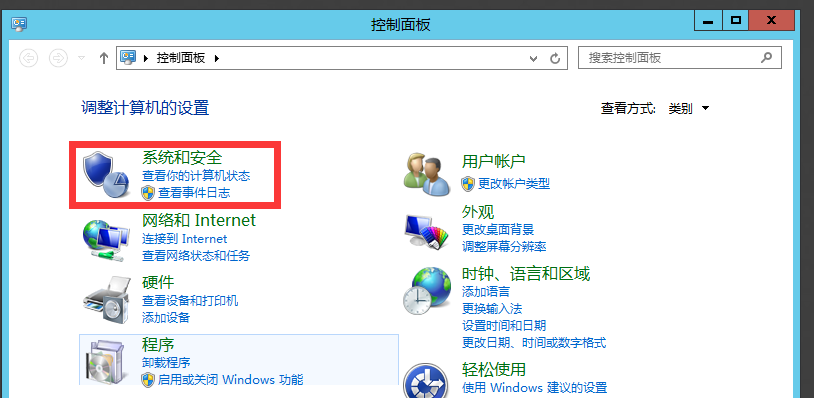 控制面板
控制面板
搜索控制面板
调整计算机的设置
查看方式: 类别
系统和安全
查看你的计算机状态
查看事件日志
网络和 Internet
连接到 Internet
查看网络状态和任务
硬件
查看设备和打印机
添加设备
程序
卸载程序
启用或关闭 Windows 功能
用户帐户
更改帐户类型
外观
更改桌面背景
调整屏幕分辨率
时钟、语言和区域
添加语言
更换输入法
设置时间和日期
更改日期、时间或数字格式
轻松使用
使用 Windows 建议的设置